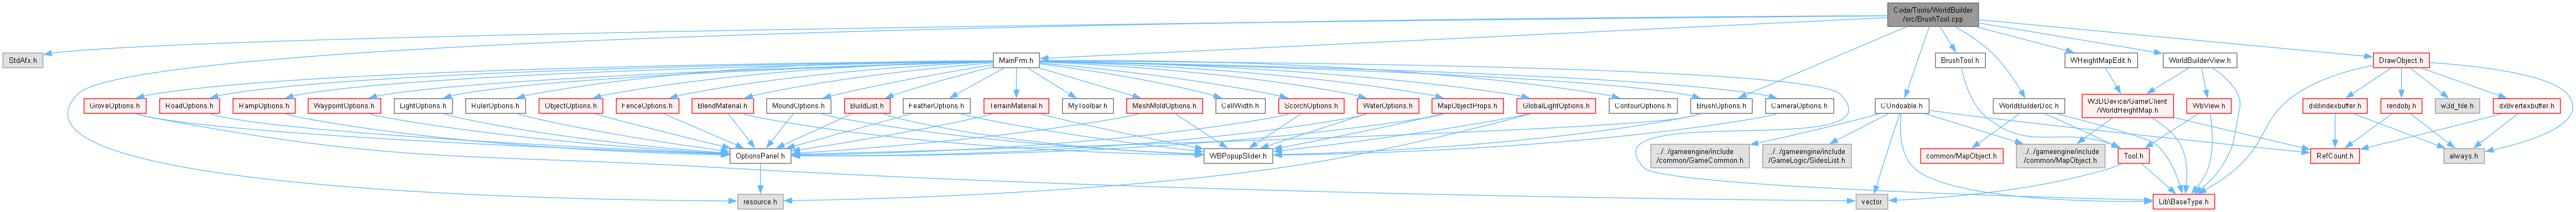 Code/Tools/WorldBuilder
/src/BrushTool.cpp
StdAfx.h
MainFrm.h
BrushTool.h
WHeightMapEdit.h
WorldBuilderView.h
DrawObject.h
GroveOptions.h
RoadOptions.h
RampOptions.h
WaypointOptions.h
LightOptions.h
RulerOptions.h
ObjectOptions.h
FenceOptions.h
BlendMaterial.h
MoundOptions.h
BuildList.h
FeatherOptions.h
TerrainMaterial.h
MyToolbar.h
MeshMoldOptions.h
CellWidth.h
ScorchOptions.h
WaterOptions.h
MapObjectProps.h
GlobalLightOptions.h
ContourOptions.h
BrushOptions.h
CameraOptions.h
CUndoable.h
WorldBuilderDoc.h
W3DDevice/GameClient
/WorldHeightMap.h
WbView.h
dx8indexbuffer.h
rendobj.h
w3d_file.h
dx8vertexbuffer.h
OptionsPanel.h
WBPopupSlider.h
../../gameengine/include
/common/GameCommon.h
../../gameengine/include
/GameLogic/SidesList.h
common/MapObject.h
../../gameengine/include
/common/MapObject.h
Tool.h
RefCount.h
always.h
resource.h
vector
Lib\BaseType.h